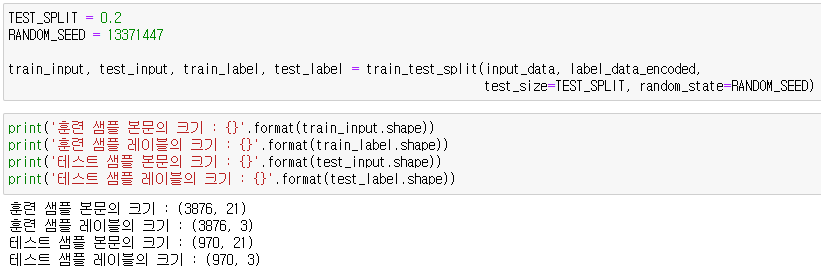 TEST_SPLIT = 0.2
RANDOM_SEED = 13371447
train_input, test_input, train_label, test_label = train_test_split(input_data, label_data_encoded,
test_size=TEST_SPLIT, random_state=RANDOM_SEED)
print('훈련 샘플 본문의 크기 : {}'.format(train_input.shape))
print('훈련 샘플 레이블의 크기 : {}'.format(train_label.shape))
print('테스트 샘플 본문의 크기 : {}'.format(test_input.shape))
print('테스트 샘플 레이블의 크기 : {}'.format(test_label.shape))
훈련 샘플 본문의 크기 : (3876, 21)
훈련 샘플 레이블의 크기 : (3876, 3)
테스트 샘플 본문의 크기 : (970, 21)
테스트 샘플 레이블의 크기 : (970, 3)